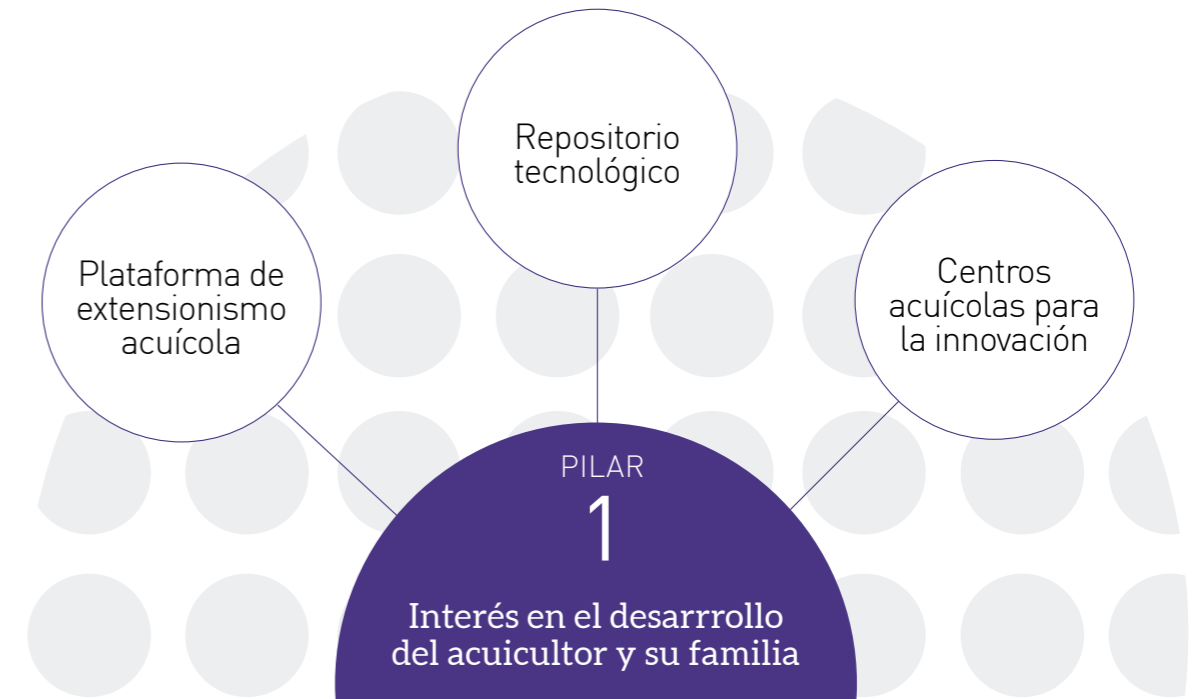 Repositorio
tecnológico
Plataforma de
extensionismo
acuícola
Centros
acuícolas para
la innovación
PILAR
1
Interés en el desarrrollo
del acuicultor y su familia